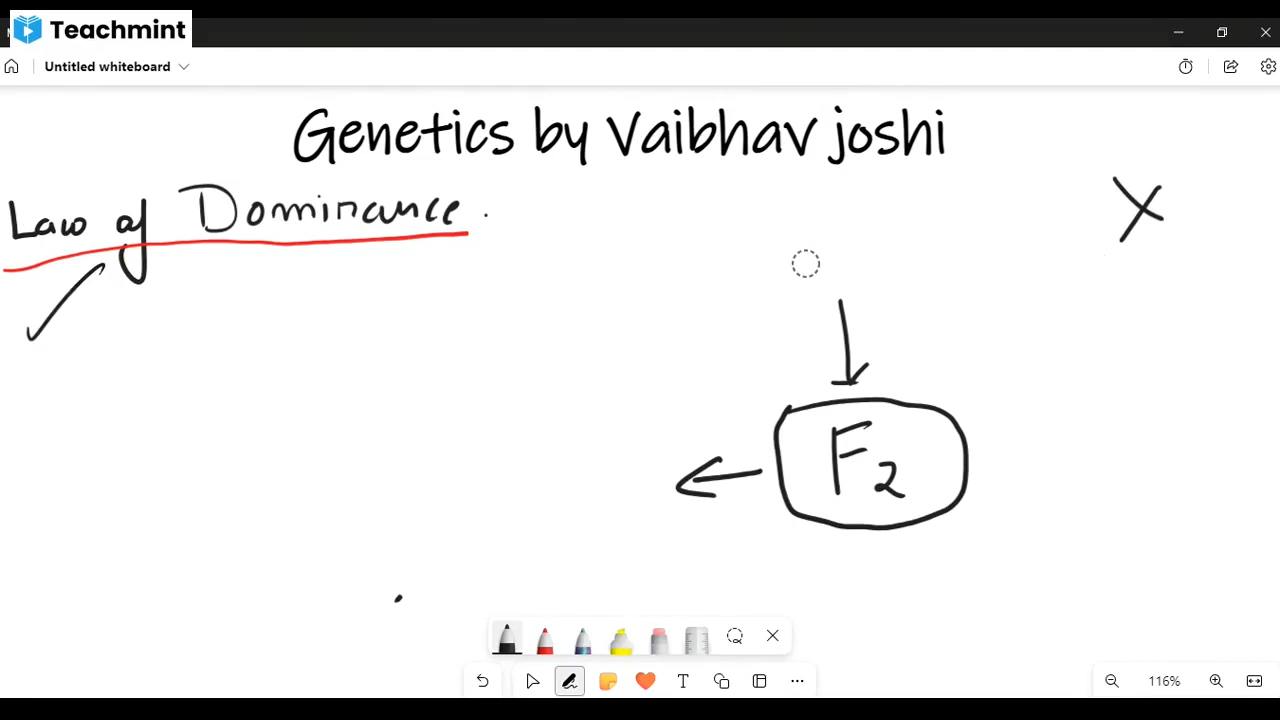 Teachmint
Untitled whiteboard
Genetics by Vaibhav joshi
Law of Dominance.
X
F2
116%